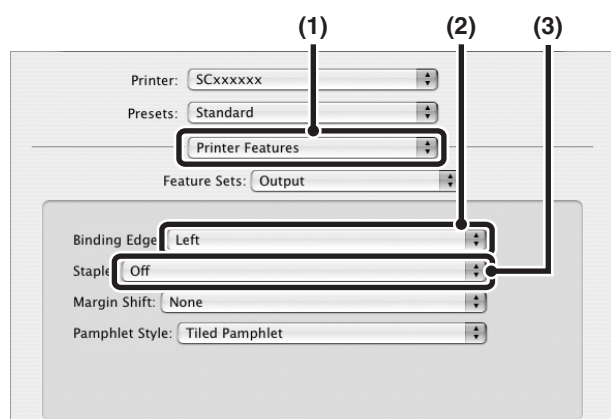 (1) (2) (3)
Printer: SCxxxxxx
Presets: Standard
Printer Features
Feature Sets: Output
Binding Edge Left
Staple Off
Margin Shift: None
Pamphlet Style: Tiled Pamphlet